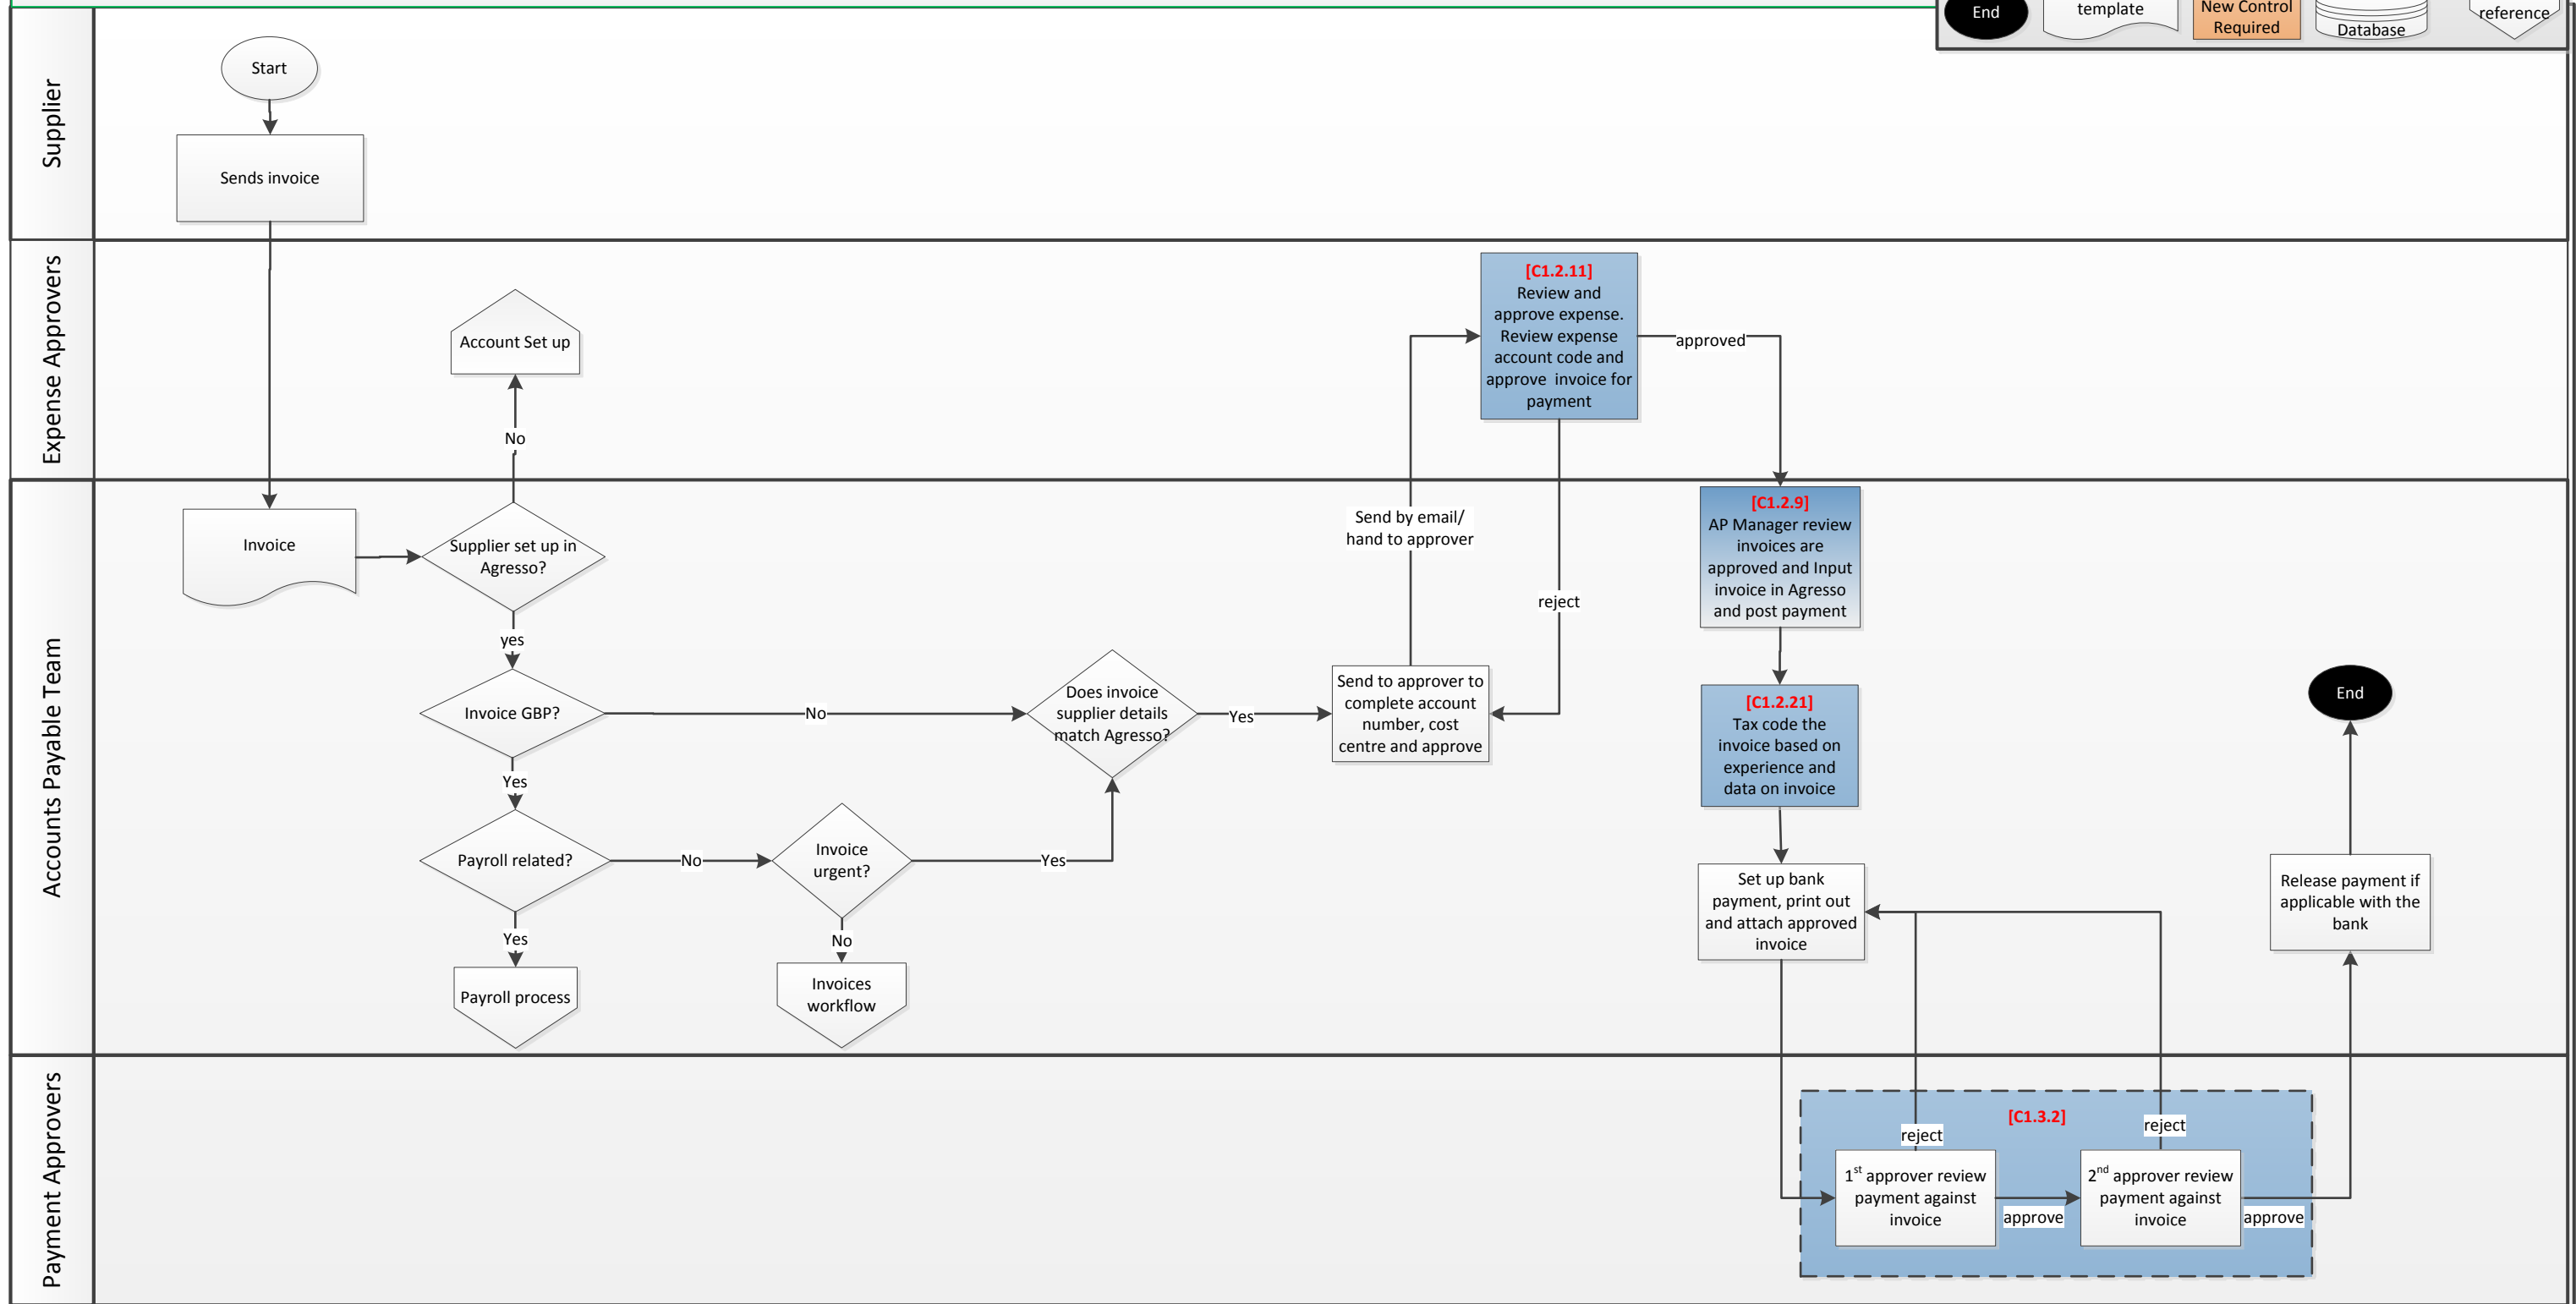 End
template
New Control
Required
Database
reference
Supplier
Start
Sends invoice
Expense Approvers
Account Set up
No
[C1.2.11]
Review and
approve expense.
Review expense
account code and
approve invoice for
payment
approved
Accounts Payable Team
Invoice
Supplier set up in
Agresso?
yes
Invoice GBP?
No
Yes
Payroll related?
No
Yes
Payroll process
Invoice
urgent?
Yes
No
Invoices
workflow
Does invoice
supplier details
match Agresso?
Yes
Send to approver to
complete account
number, cost
centre and approve
Send by email/
hand to approver
reject
[C1.2.9]
AP Manager review
invoices are
approved and Input
invoice in Agresso
and post payment
[C1.2.21]
Tax code the
invoice based on
experience and
data on invoice
Set up bank
payment, print out
and attach approved
invoice
End
Release payment if
applicable with the
bank
Payment Approvers
[C1.3.2]
reject
reject
1st approver review
payment against
invoice
approve
2nd approver review
payment against
invoice
approve